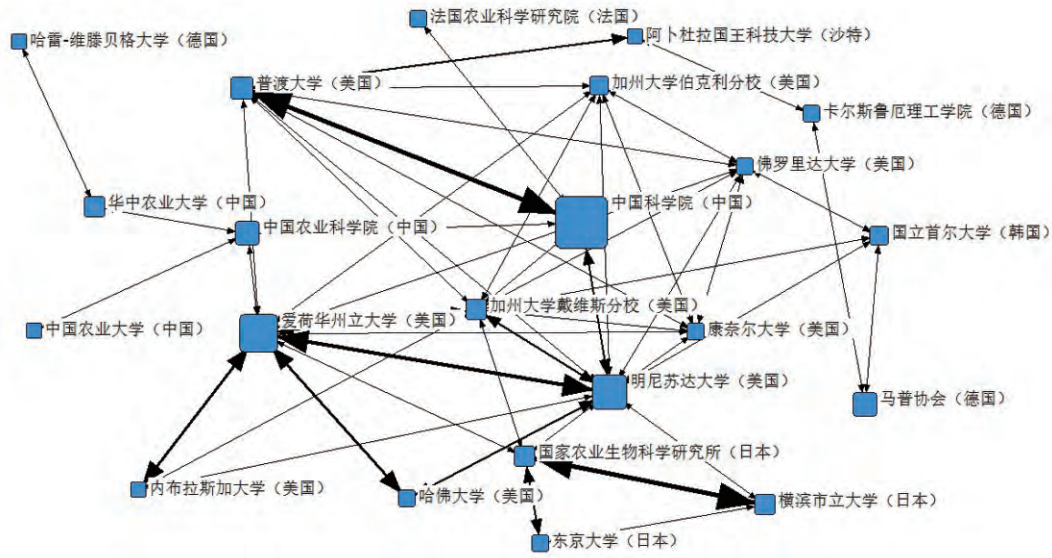 法国农业科学研究院（法国）
哈雷-维滕贝格大学（德国）
阿卜杜拉国王科技大学（沙特）
普渡大学（美国）
加州大学伯克利分校（美国）
卡尔斯鲁厄理工学院（德国）
佛罗里达大学（美国）
华中农业大学（中国）
中国科学院（中国）
中国农业科学院（中国）
国立首尔大学（韩国）
加州大学戴维斯分校（美国）
爱荷华州立大学（美国）
中国农业大学（中国）
康奈尔大学（美国）
明尼苏达大学（美国）
马普协会（德国）
国家农业生物科学研究所（日本）
内布拉斯加大学（美国）
哈佛大学（美国）
横滨市立大学（日本）
东京大学（日本）